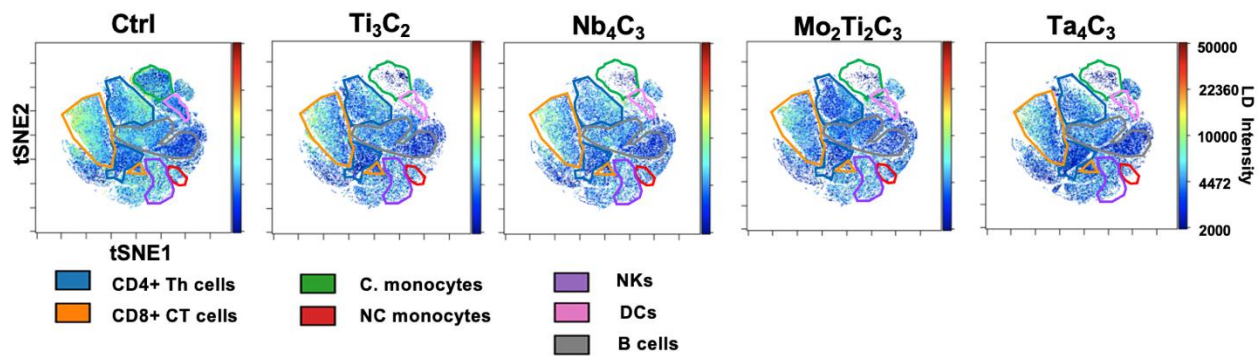 Ctrl
Ti₃C₂
Nb₄C₃
Mo₂Ti₂C₃
Ta₄C₃
tSNE2
tSNE1
50000
22360
10000
4472
2000
LD Intensity
CD4+ Th cells
C. monocytes
NKs
CD8+ CT cells
NC monocytes
DCs
B cells